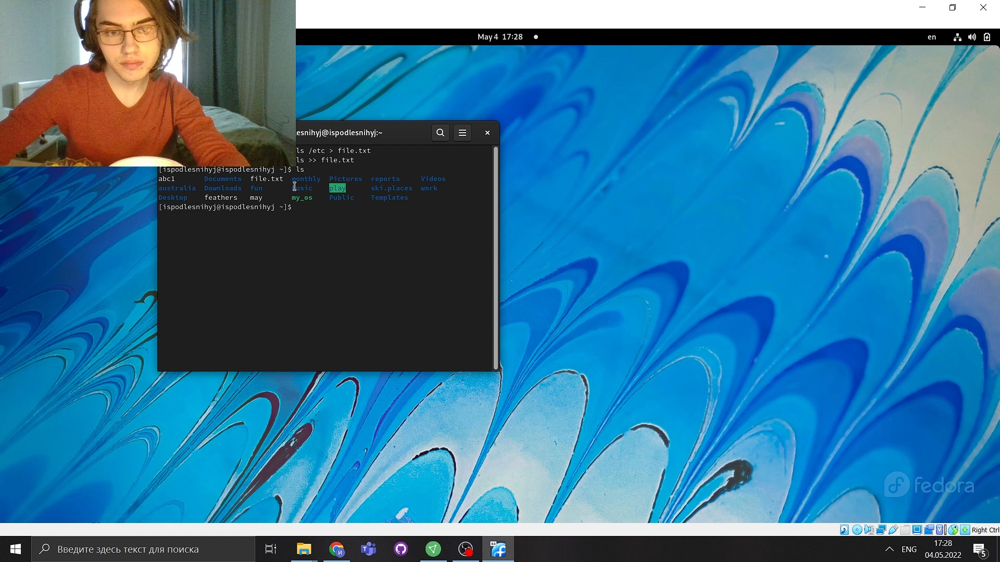 May 4 17:28
en
esnihyj@ispodlesnihyj:~
ls /etc > file.txt
ls >> file.txt
[ispodlesnihyj@ispodlesnihyj ~]$ ls
abc1 Documents file.txt monthly Pictures reports Videos
australia Downloads fun Music play ski.places work
Desktop feathers may my_os Public Templates
[ispodlesnihyj@ispodlesnihyj ~]$
fedora
Right Ctrl
Введите здесь текст для поиска
И
T
64
ENG
17:28
04.05.2022
5